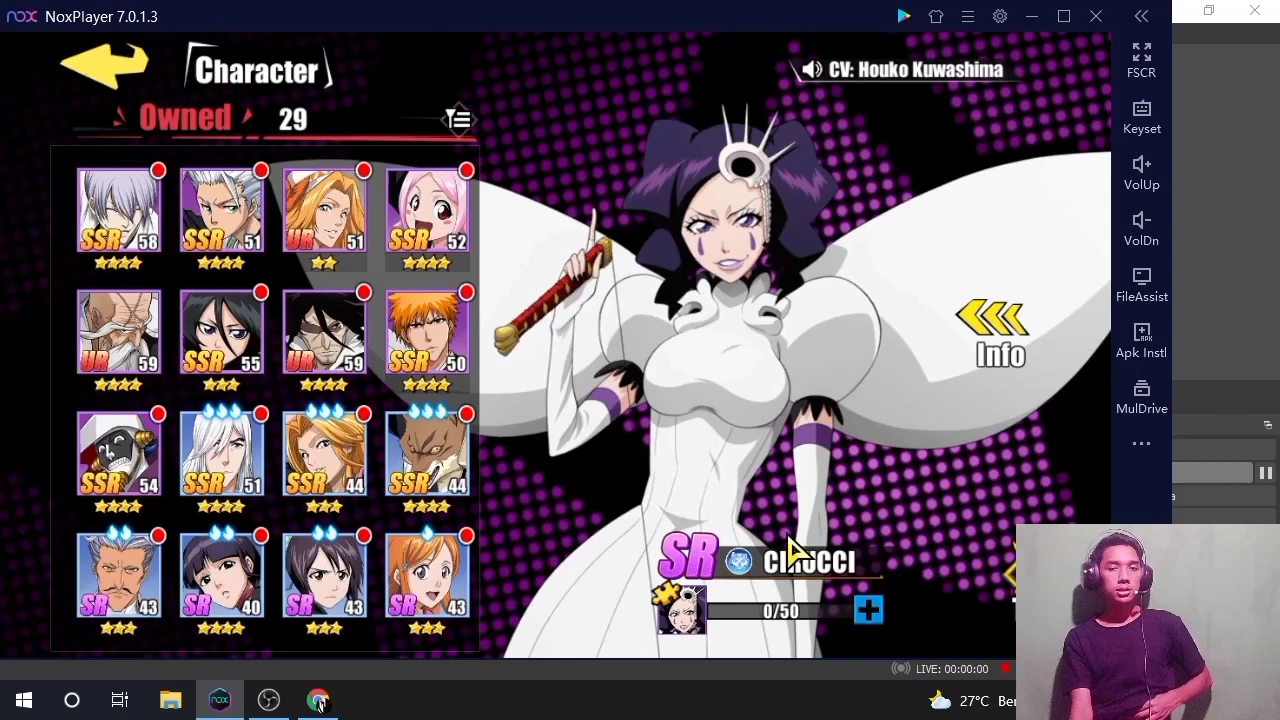 nox NoxPlayer 7.0.1.3
Character
CV: Houko Kuwashima
Owned 29
FSCR
Keyset
VolUp
VolDn
FileAssist
Apk Instl
MulDrive
SSR 58
SSR 51
UR 51
SSR 52
UR 59
SSR 55
UR 59
SSR 50
SSR 54
SSR 51
SSR 44
SSR 44
SR 43
SR 40
SR 43
SR 43
Info
SR
0/50
LIVE: 00:00:00
nox
27°C Ber